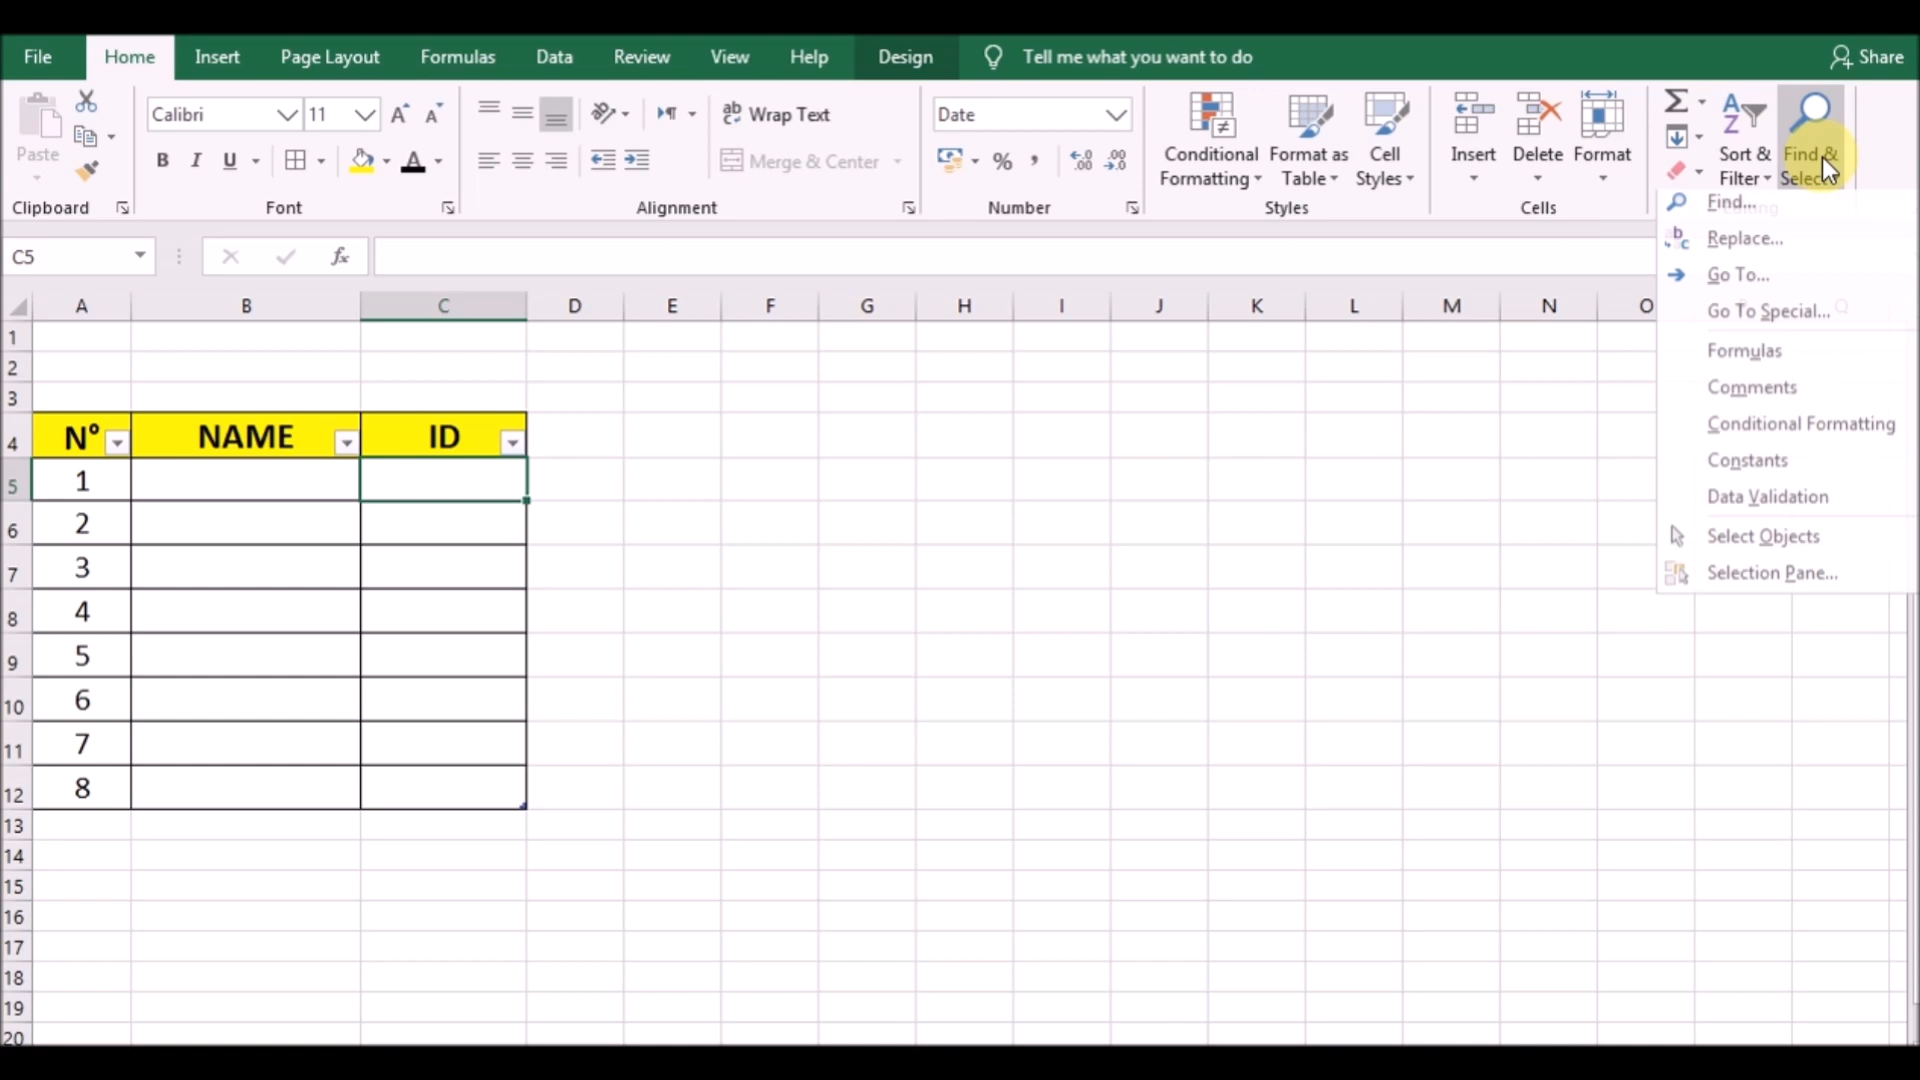 File Home Insert Page Layout Formulas Data Review View Help Design Tell me what you want to do Share
Paste
Calibri 11 A A
B I U A
ab Wrap Text
Merge & Center
Date
% ,
Conditional Formatting
Format as Table
Cell Styles
Insert Delete Format
Σ
Sort & Filter
Find & Select
Clipboard Font Alignment Number Styles Cells
C5 fx
Find...
Replace...
Go To...
Go To Special...
Formulas
Comments
Conditional Formatting
Constants
Data Validation
Select Objects
Selection Pane...
A B C D E F G H I J K L M N O
1
2
3
4 N° NAME ID
5 1
6 2
7 3
8 4
9 5
10 6
11 7
12 8
13
14
15
16
17
18
19
20